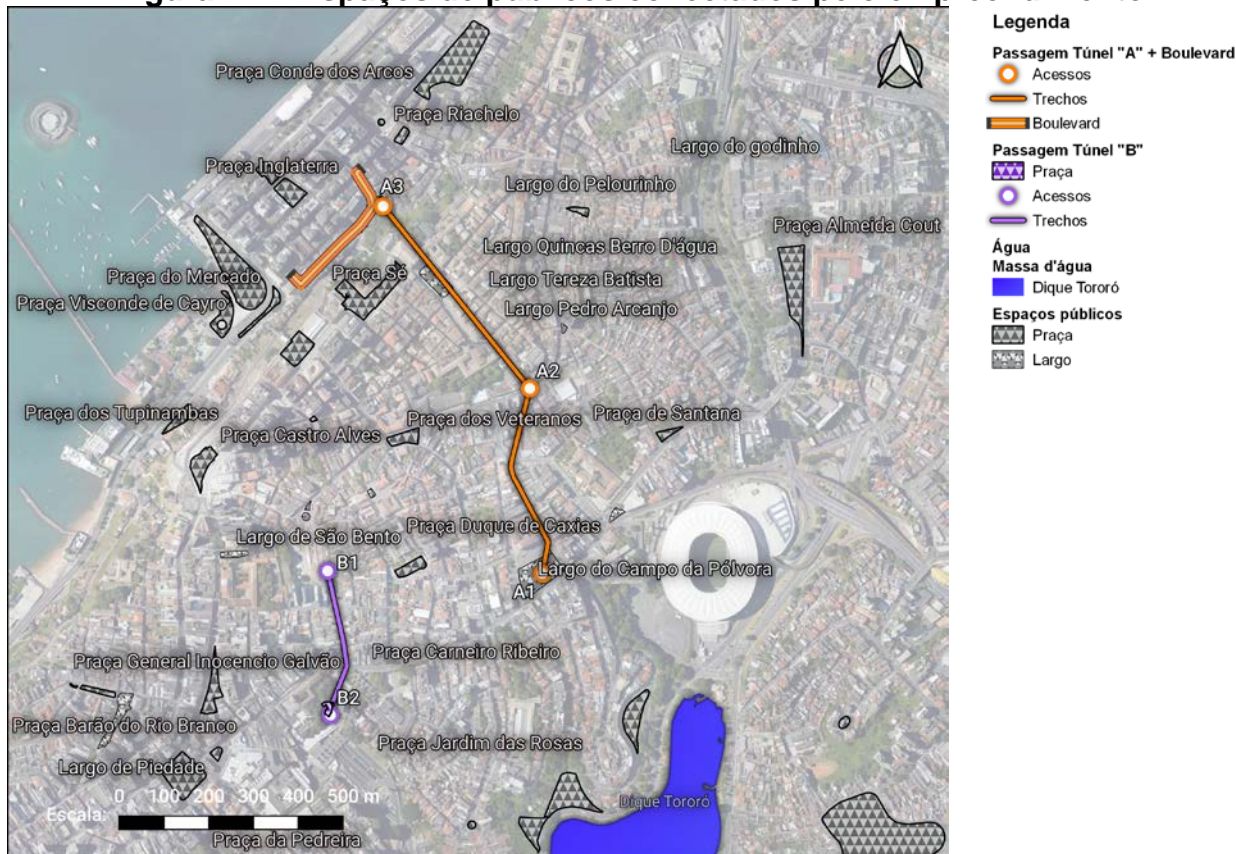 N
Praça Conde dos Arcos
Praça Riachelo
Largo do godinho
Praça Inglaterra
A3
Largo do Pelourinho
Praça Almeida Cout
Largo Quincas Berro D'água
Praça do Mercado
Praça Sé
Largo Tereza Batista
Praça Visconde de Cayro
Largo Pedro Arcanjo
A2
Praça dos Tupinambas
Praça dos Veteranos
Praça de Santana
Praça Castro Alves
Largo de São Bento
Praça Duque de Caxias
B1
Largo do Campo da Pólvora
A1
Praça General Inocencio Galvão
Praça Carneiro Ribeiro
B2
Praça Barão do Rio Branco
Praça Jardim das Rosas
Largo de Piedade
0 100 200 300 400 500 m
Escala:
Dique Tororó
Praça da Pedreira
Legenda
Passagem Túnel "A" + Boulevard
Acessos
Trechos
Boulevard
Passagem Túnel "B"
Praça
Acessos
Trechos
Água
Massa d'água
Dique Tororó
Espaços públicos
Praça
Largo